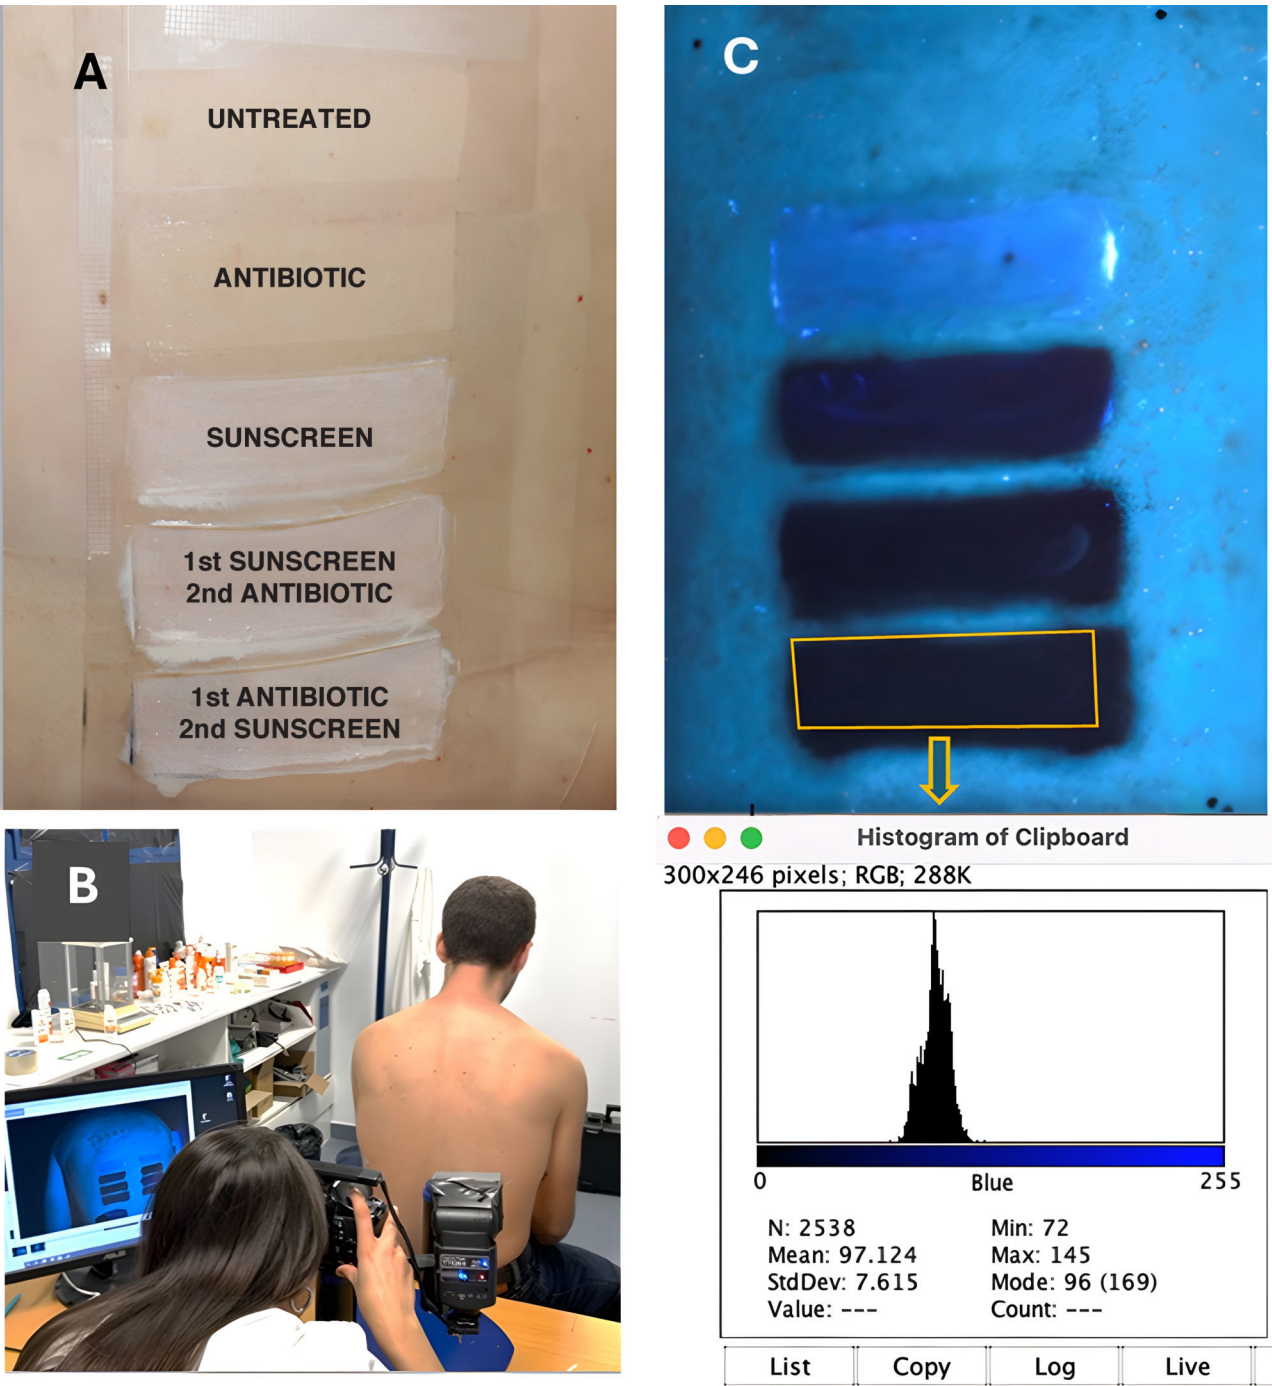 A
UNTREATED
ANTIBIOTIC
SUNSCREEN
1st SUNSCREEN
2nd ANTIBIOTIC
1st ANTIBIOTIC
2nd SUNSCREEN
B
C
Histogram of Clipboard
300x246 pixels; RGB; 288K
0 Blue 255
N: 2538 Min: 72
Mean: 97.124 Max: 145
StdDev: 7.615 Mode: 96 (169)
Value: --- Count: ---
List Copy Log Live